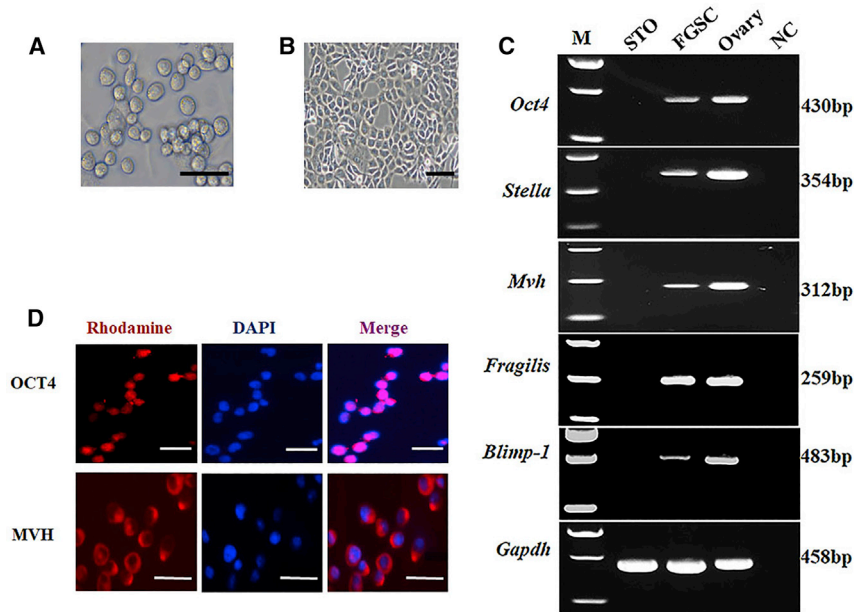 A
B
C
M STO FGSC Ovary NC
Oct4 430bp
Stella 354bp
Mvh 312bp
Fragilis 259bp
Blimp-1 483bp
Gapdh 458bp
D
Rhodamine DAPI Merge
OCT4
MVH